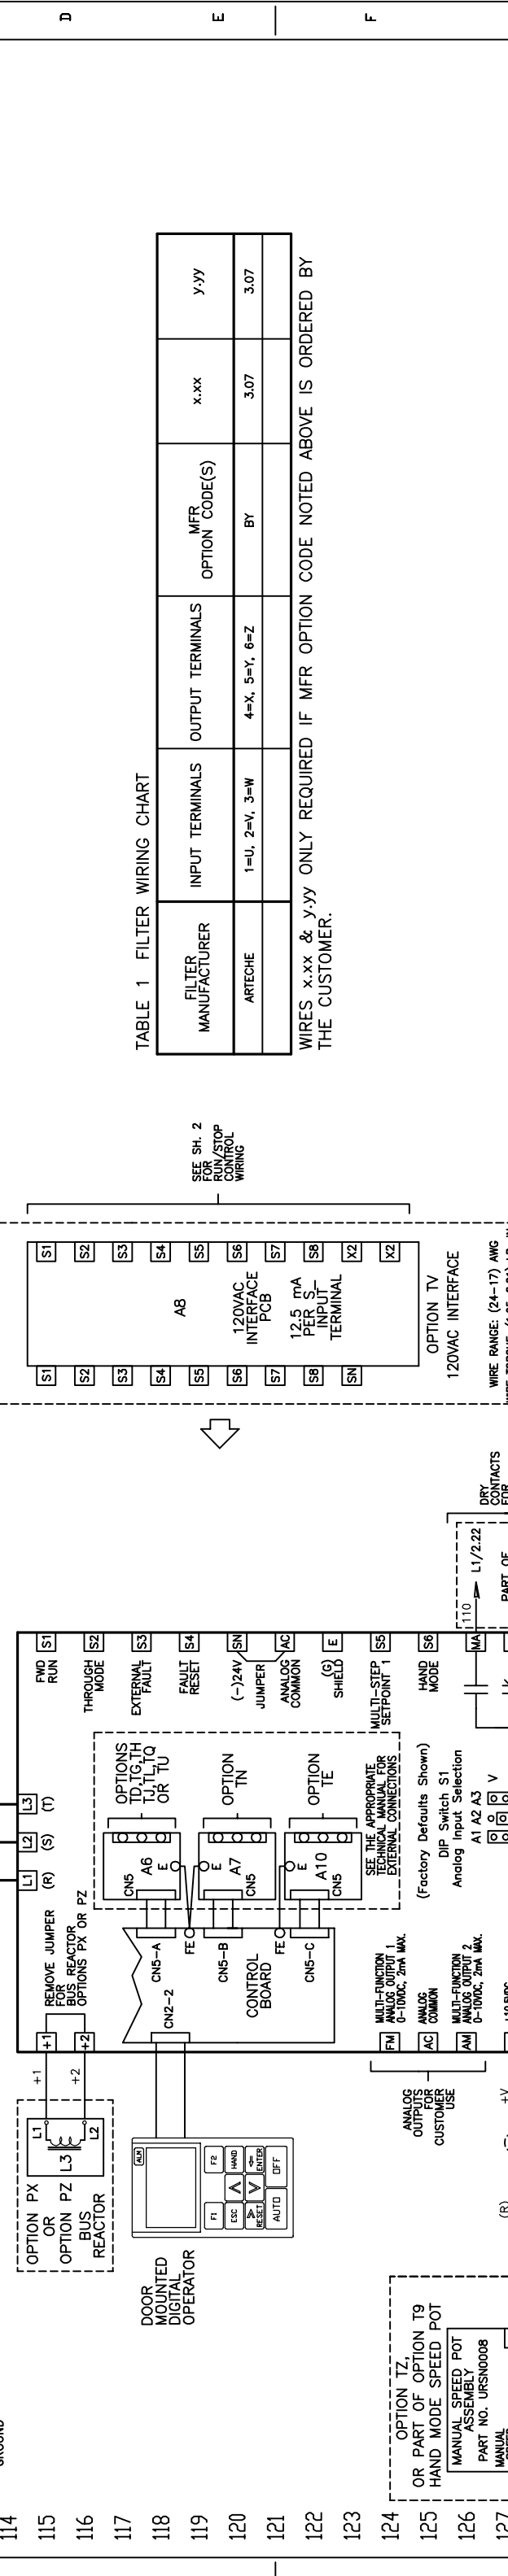 GROUND
114
115
116
117
118
119
120
121
122
123
124
125
126
127
OPTION PX
OR
OPTION PZ
BUS
REACTOR
L1
L3
L2
+1
+2
DOOR
MOUNTED
DIGITAL
OPERATOR
ALM
F1
F2
ESC
HAND
RESET
ENTER
AUTO
OFF
OPTION TZ,
OR PART OF OPTION T9
HAND MODE SPEED POT
MANUAL SPEED POT
ASSEMBLY
PART NO. URSN0008
MANUAL
(R)
+V
ANALOG
OUTPUTS
FOR
CUSTOMER
USE
L1
L2
L3
(R)
(S)
(T)
+1
+2
REMOVE JUMPER
FOR
BUS REACTOR
OPTIONS PX OR PZ
CN2-2
CN5-A
FE
CN5-B
CONTROL
BOARD
FE
CN5-C
CN5
A6
E
E
A7
CN5
E
A10
CN5
OPTIONS
TD,TG,TH
TJ,TL,TQ
OR TU
OPTION
TN
OPTION
TE
SEE THE APPROPRIATE
TECHNICAL MANUAL FOR
EXTERNAL CONNECTIONS
FM
MULTI-FUNCTION
ANALOG OUTPUT 1
0-10VDC, 2mA MAX.
AC
ANALOG
COMMON
AM
MULTI-FUNCTION
ANALOG OUTPUT 2
0-10VDC, 2mA MAX.
(Factory Defaults Shown)
DIP Switch S1
Analog Input Selection
A1 A2 A3
V
FWD
RUN
S1
THROUGH
MODE
S2
EXTERNAL
FAULT
S3
FAULT
RESET
S4
(-)24V
SN
JUMPER
ANALOG
COMMON
AC
(G)
SHIELD
E
MULTI-STEP
SETPOINT 1
S5
HAND
MODE
S6
MA
110
L1/2.22
PART OF
DRY
CONTACTS
FOR
S1
S2
S3
S4
S5
S6
S7
S8
SN
A8
120VAC
INTERFACE
PCB
12.5 mA
PER S_
INPUT
TERMINAL
S1
S2
S3
S4
S5
S6
S7
S8
X2
X2
OPTION TV
120VAC INTERFACE
WIRE RANGE: (24-17) AWG
SEE SH. 2
FOR
RUN/STOP
CONTROL
WIRING
TABLE 1 FILTER WIRING CHART
FILTER
MANUFACTURER
INPUT TERMINALS
OUTPUT TERMINALS
MFR
OPTION CODE(S)
x.xx
y.yy
ARTECHE
1=U, 2=V, 3=W
4=X, 5=Y, 6=Z
BY
3.07
3.07
WIRES x.xx & y.yy ONLY REQUIRED IF MFR OPTION CODE NOTED ABOVE IS ORDERED BY
THE CUSTOMER.
D
E
F